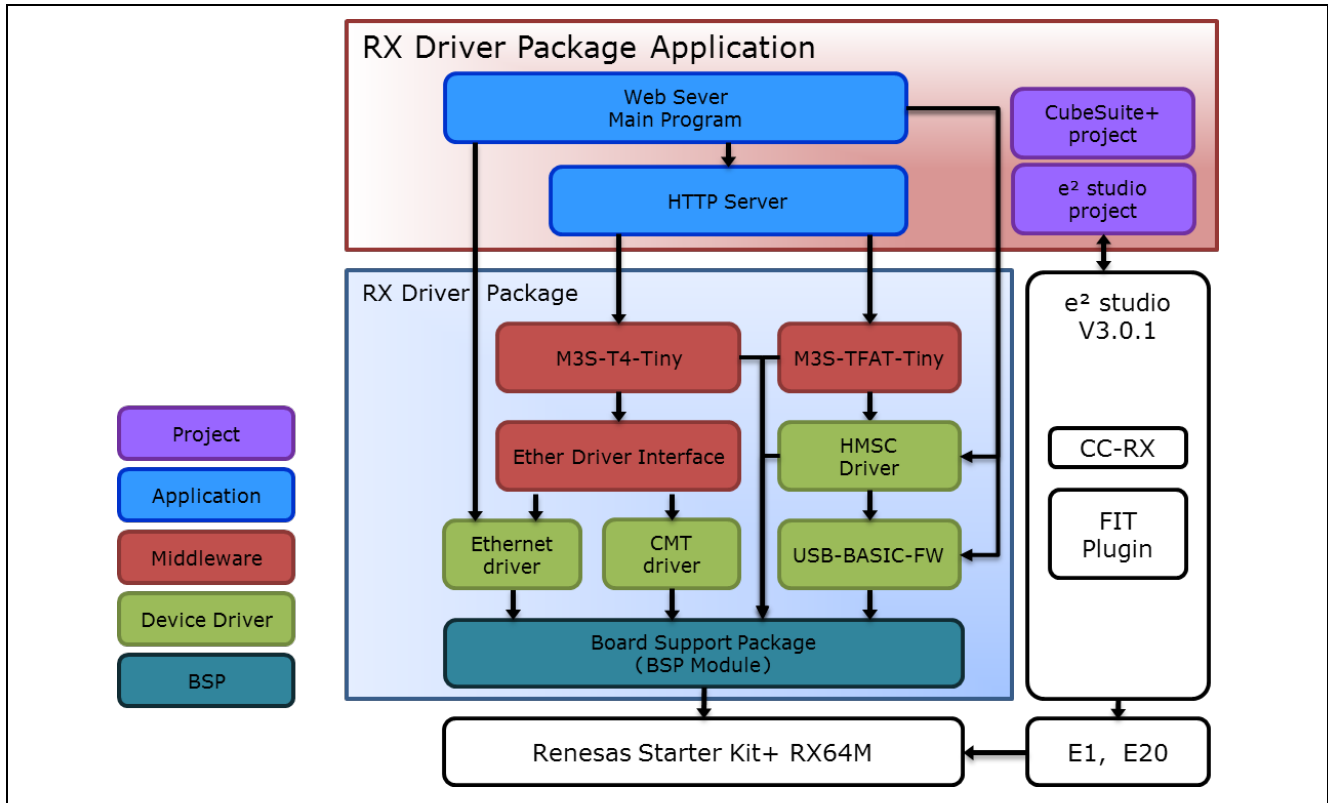 RX Driver Package Application
Web Sever
Main Program
CubeSuite+
project
HTTP Server
e² studio
project
RX Driver Package
e² studio
V3.0.1
M3S-T4-Tiny
M3S-TFAT-Tiny
Project
Ether Driver Interface
HMSC
Driver
CC-RX
Application
FIT
Plugin
Middleware
Ethernet
driver
CMT
driver
USB-BASIC-FW
Device Driver
Board Support Package
(BSP Module)
BSP
Renesas Starter Kit+ RX64M
E1, E20